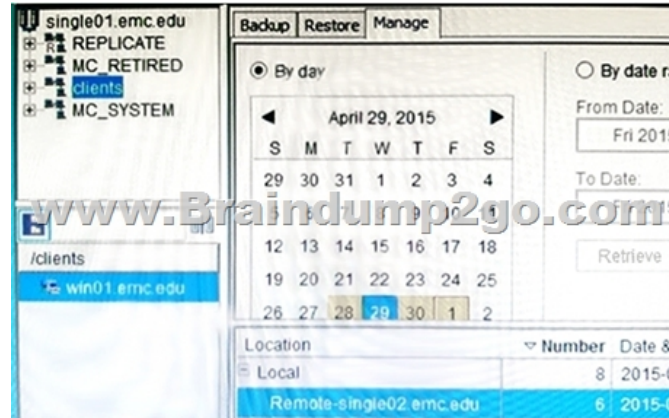 single01.emc.edu
REPLICATE
MC_RETIRED
clients
MC_SYSTEM
Backup Restore Manage
By day
By date r
April 29, 2015
S M T W T F S
29 30 31 1 2 3 4
12 13 14 15 16 17 18
19 20 21 22 23 24 25
26 27 28 29 30 1 2
From Date:
Fri 201
To Date:
Retrieve
www.Braindump2go.com
/clients
win01.emc.edu
Location Number Date &
Local 8 2015-
Remote-single02.emc.edu 6 2015-